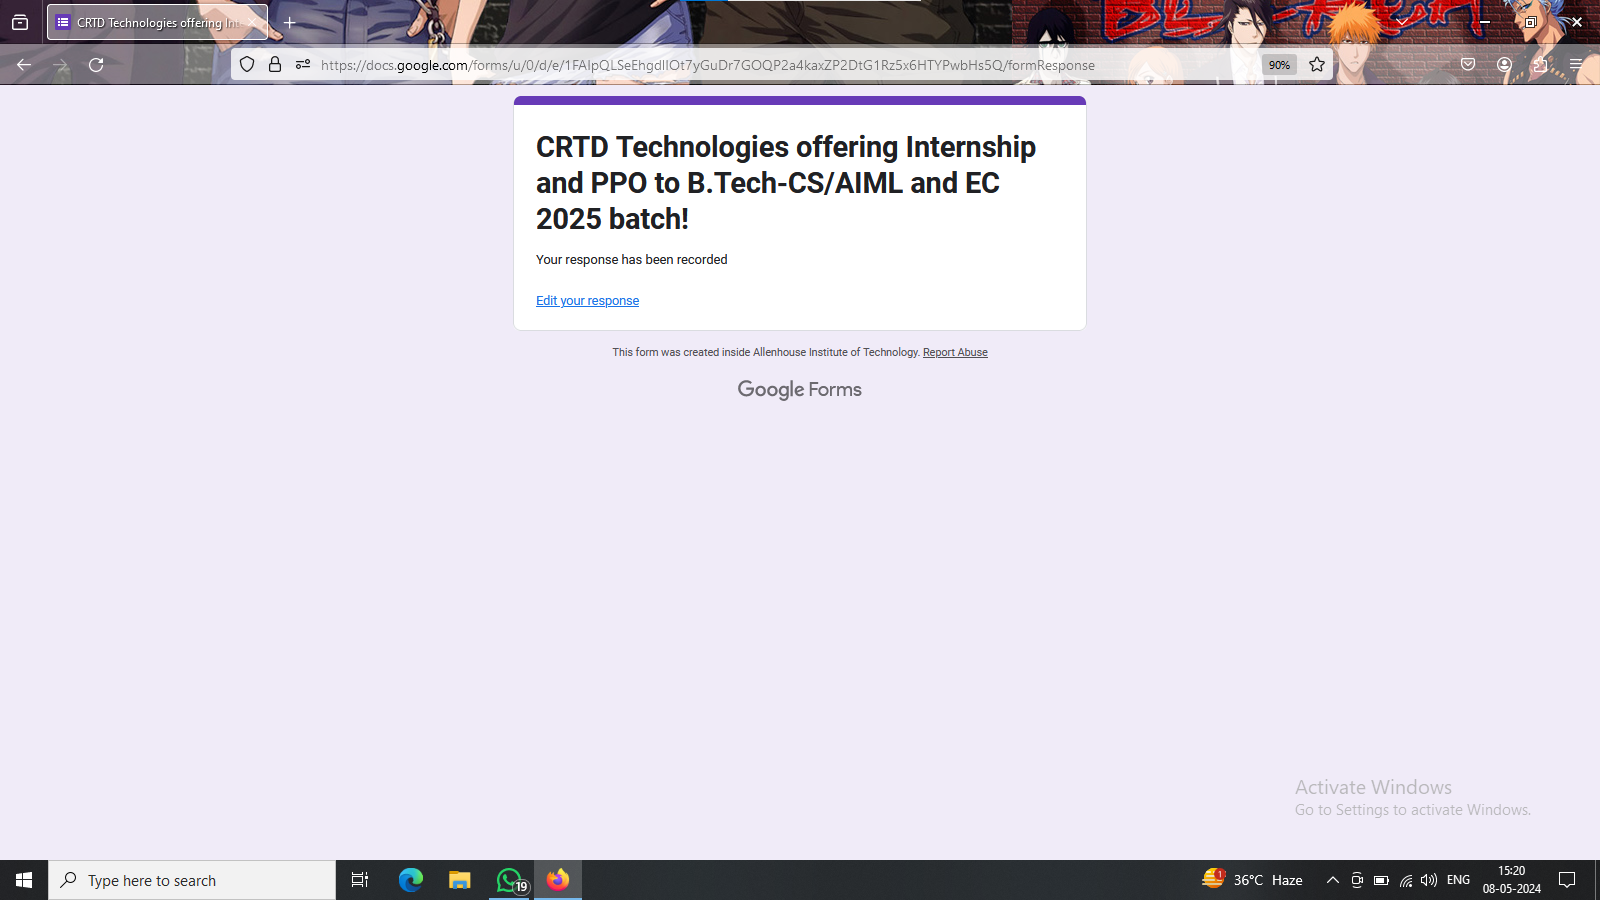 CRTD Technologies offering Int
https://docs.google.com/forms/u/0/d/e/1FAIpQLSeEhgdIIOt7yGuDr7GOQP2a4kaxZP2DtG1Rz5x6HTYPwbHs5Q/formResponse
90%
CRTD Technologies offering Internship
and PPO to B.Tech-CS/AIML and EC
2025 batch!
Your response has been recorded
Edit your response
This form was created inside Allenhouse Institute of Technology. Report Abuse
Google Forms
Activate Windows
Go to Settings to activate Windows.
Type here to search
19
1
36°C Haze
ENG
15:20
08-05-2024